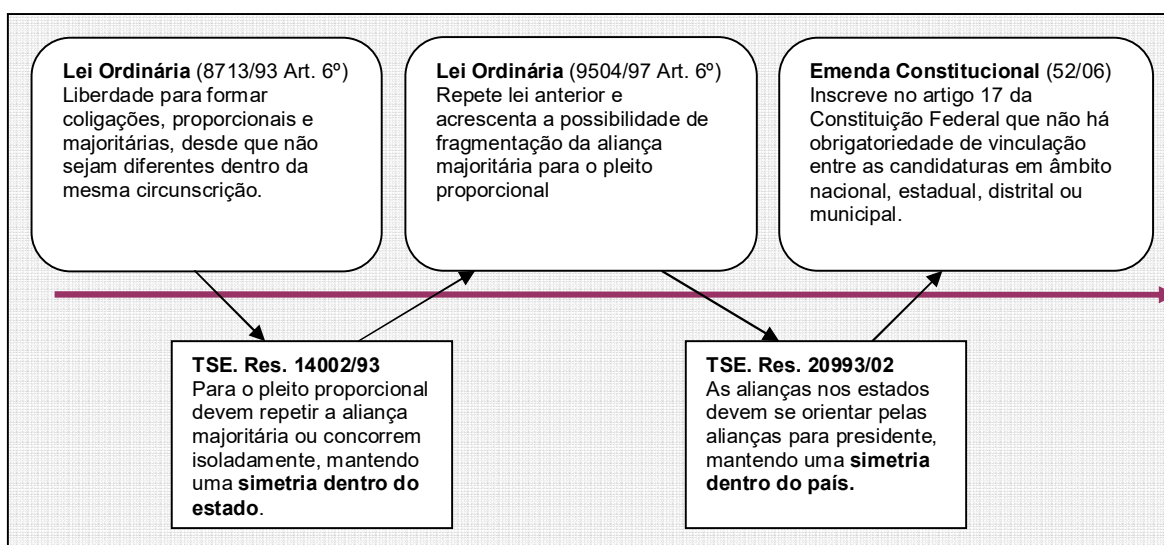 Lei Ordinária (8713/93 Art. 6º)
Liberdade para formar
coligações, proporcionais e
majoritárias, desde que não
sejam diferentes dentro da
mesma circunscrição.
Lei Ordinária (9504/97 Art. 6º)
Repete lei anterior e
acrescenta a possibilidade de
fragmentação da aliança
majoritária para o pleito
proporcional
Emenda Constitucional (52/06)
Inscreve no artigo 17 da
Constituição Federal que não há
obrigatoriedade de vinculação
entre as candidaturas em âmbito
nacional, estadual, distrital ou
municipal.
TSE. Res. 14002/93
Para o pleito proporcional
devem repetir a aliança
majoritária ou concorrem
isoladamente, mantendo
uma simetria dentro do
estado.
TSE. Res. 20993/02
As alianças nos estados
devem se orientar pelas
alianças para presidente,
mantendo uma simetria
dentro do país.